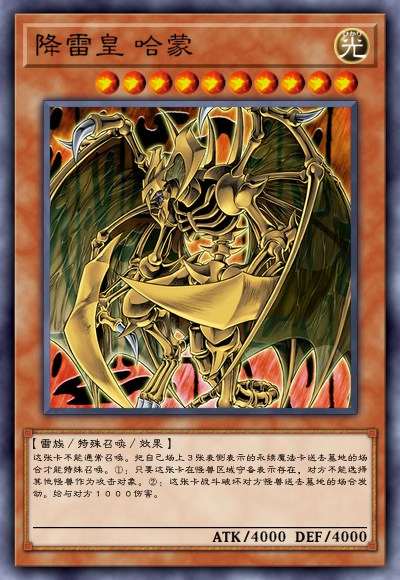 降雷皇 哈蒙
光
【雷族／特殊召唤／效果】
这张卡不能通常召唤。把自己场上3张表侧表示的永续魔法卡送去墓地的场
合才能特殊召唤。①：只要这张卡在怪兽区域守备表示存在，对方不能选择
其他怪兽作为攻击对象。②：这张卡战斗破坏对方怪兽送去墓地的场合发
动。给与对方1000伤害。
ATK/4000 DEF/4000